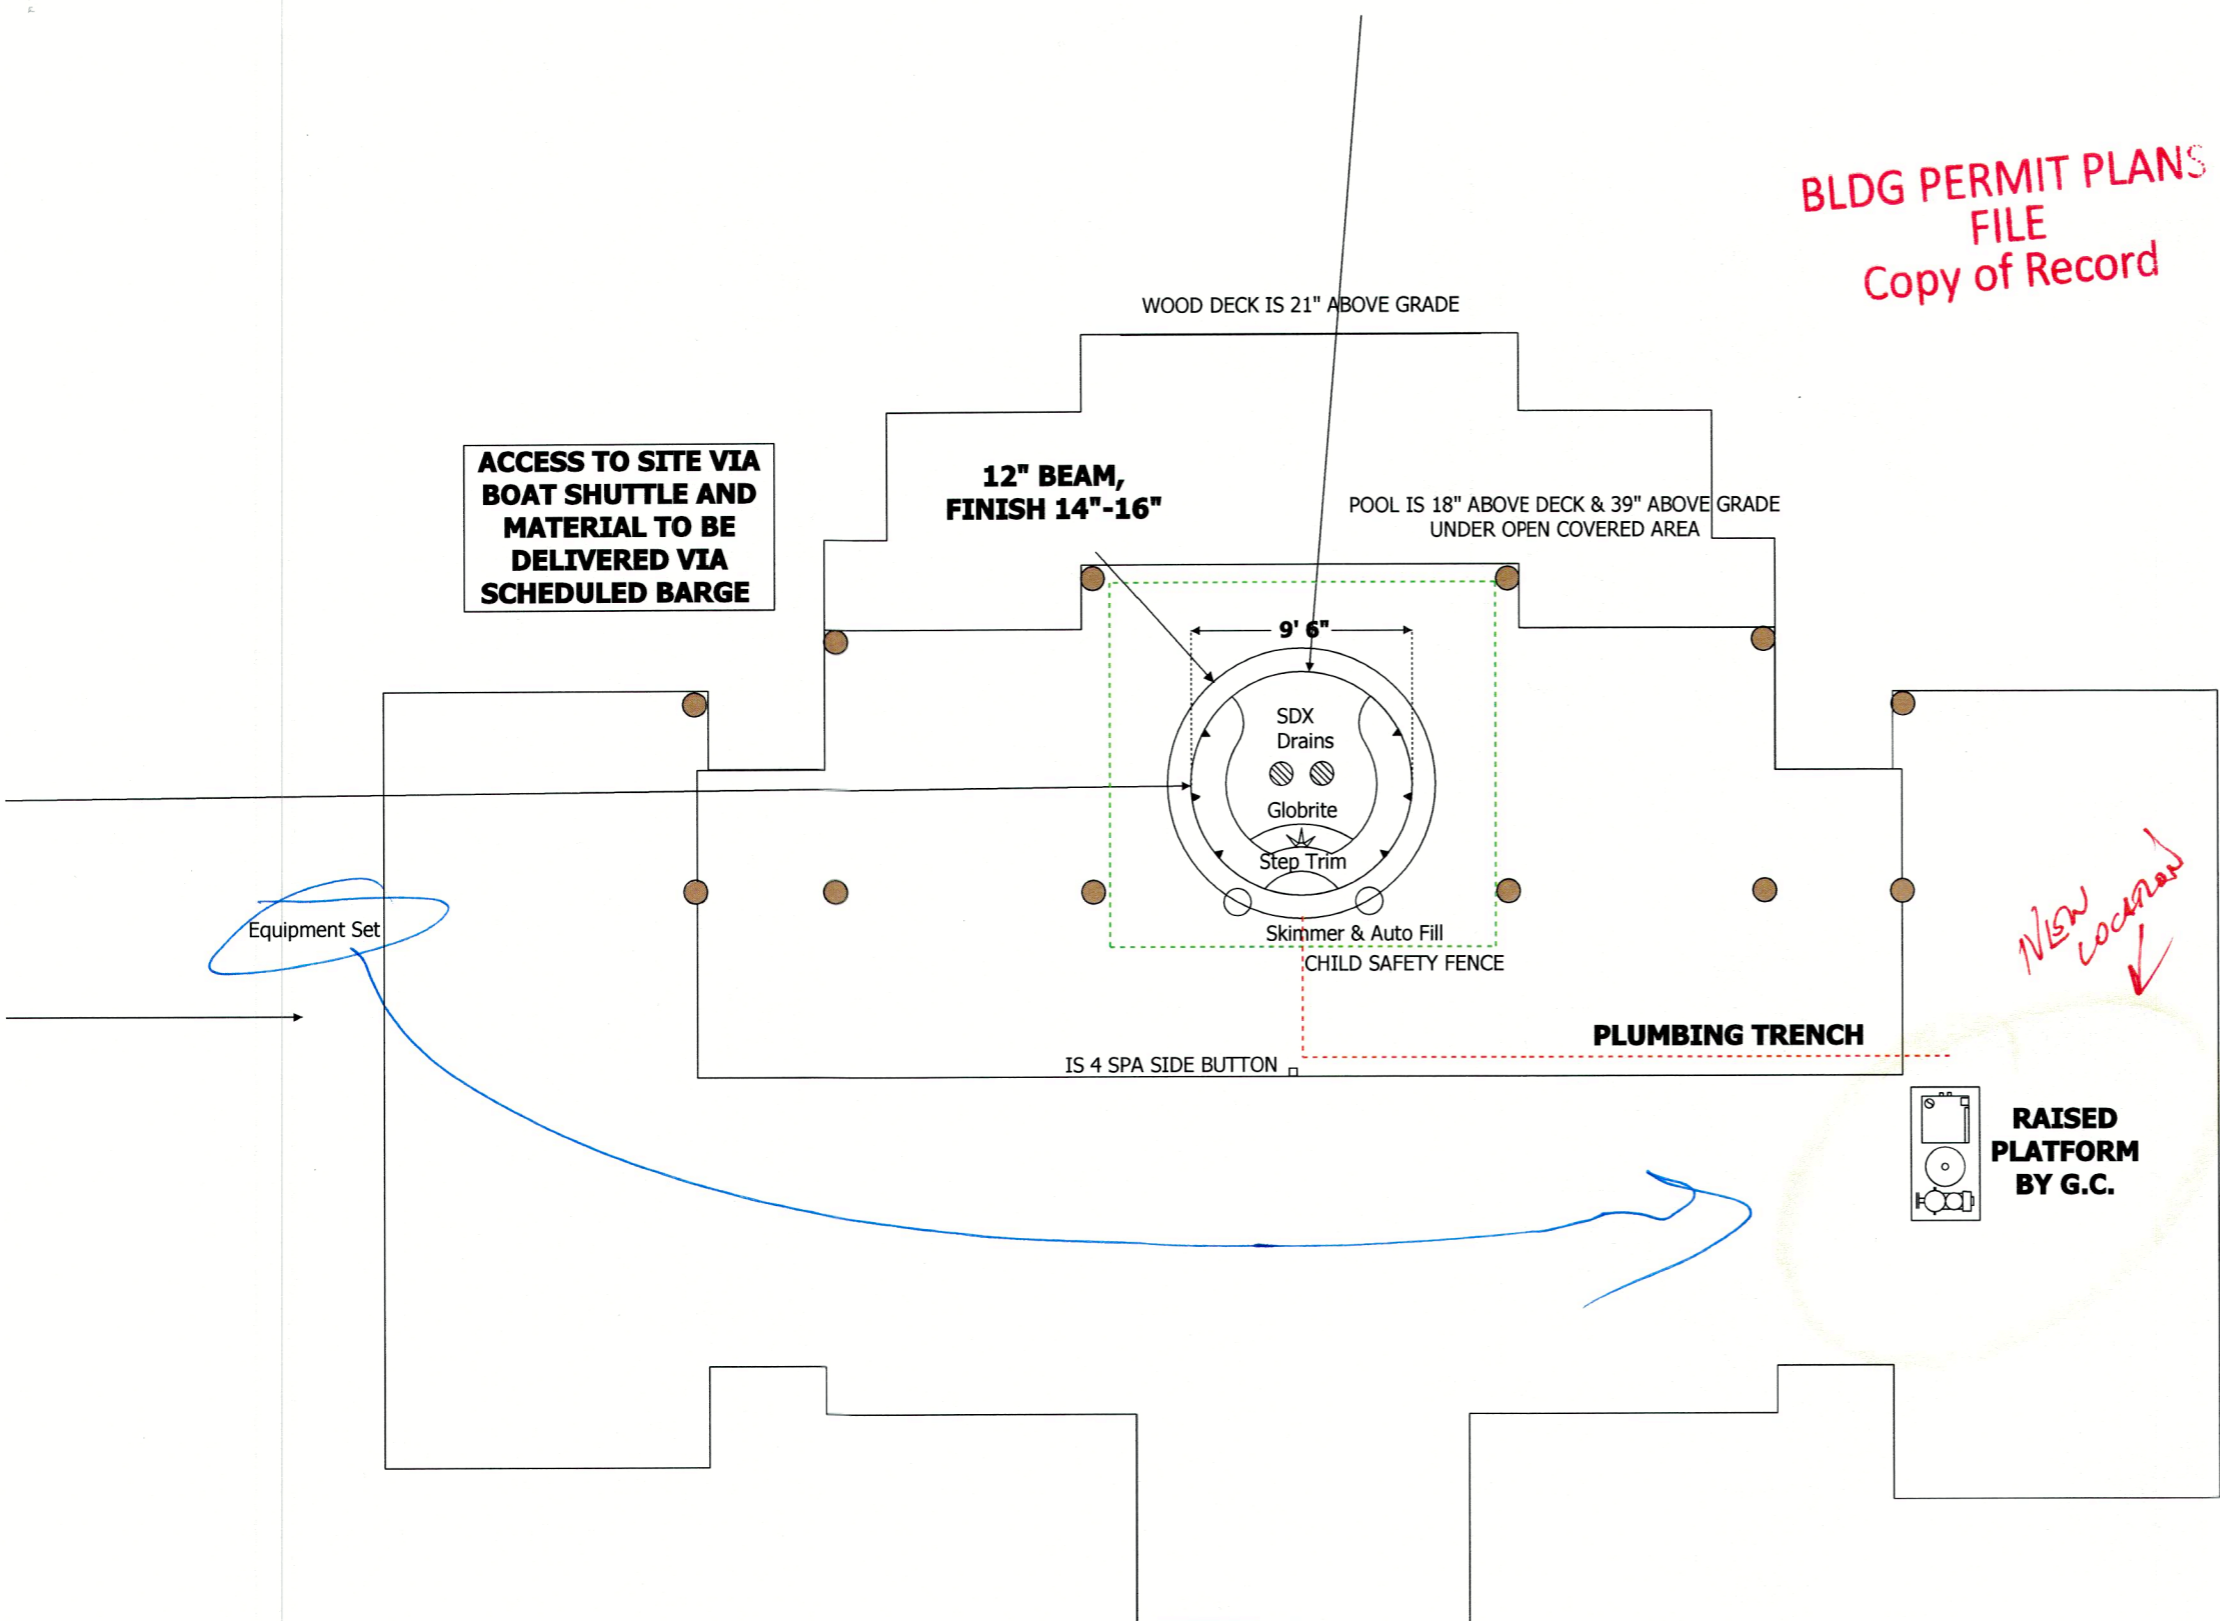 BLDG PERMIT PLANS
FILE
Copy of Record
WOOD DECK IS 21" ABOVE GRADE
ACCESS TO SITE VIA
BOAT SHUTTLE AND
MATERIAL TO BE
DELIVERED VIA
SCHEDULED BARGE
12" BEAM,
FINISH 14"-16"
POOL IS 18" ABOVE DECK & 39" ABOVE GRADE
UNDER OPEN COVERED AREA
9' 6"
SDX
Drains
Globrite
Step Trim
Equipment Set
Skimmer & Auto Fill
CHILD SAFETY FENCE
NEW
LOCATION
PLUMBING TRENCH
IS 4 SPA SIDE BUTTON
RAISED
PLATFORM
BY G.C.